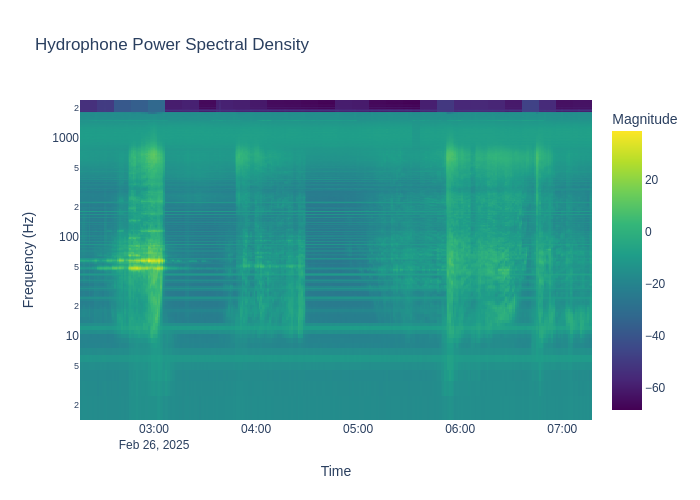 Hydrophone Power Spectral Density
Magnitude
2
1000
5
2
100
5
2
10
5
2
20
0
−20
−40
−60
Frequency (Hz)
03:00 04:00 05:00 06:00 07:00
Feb 26, 2025
Time